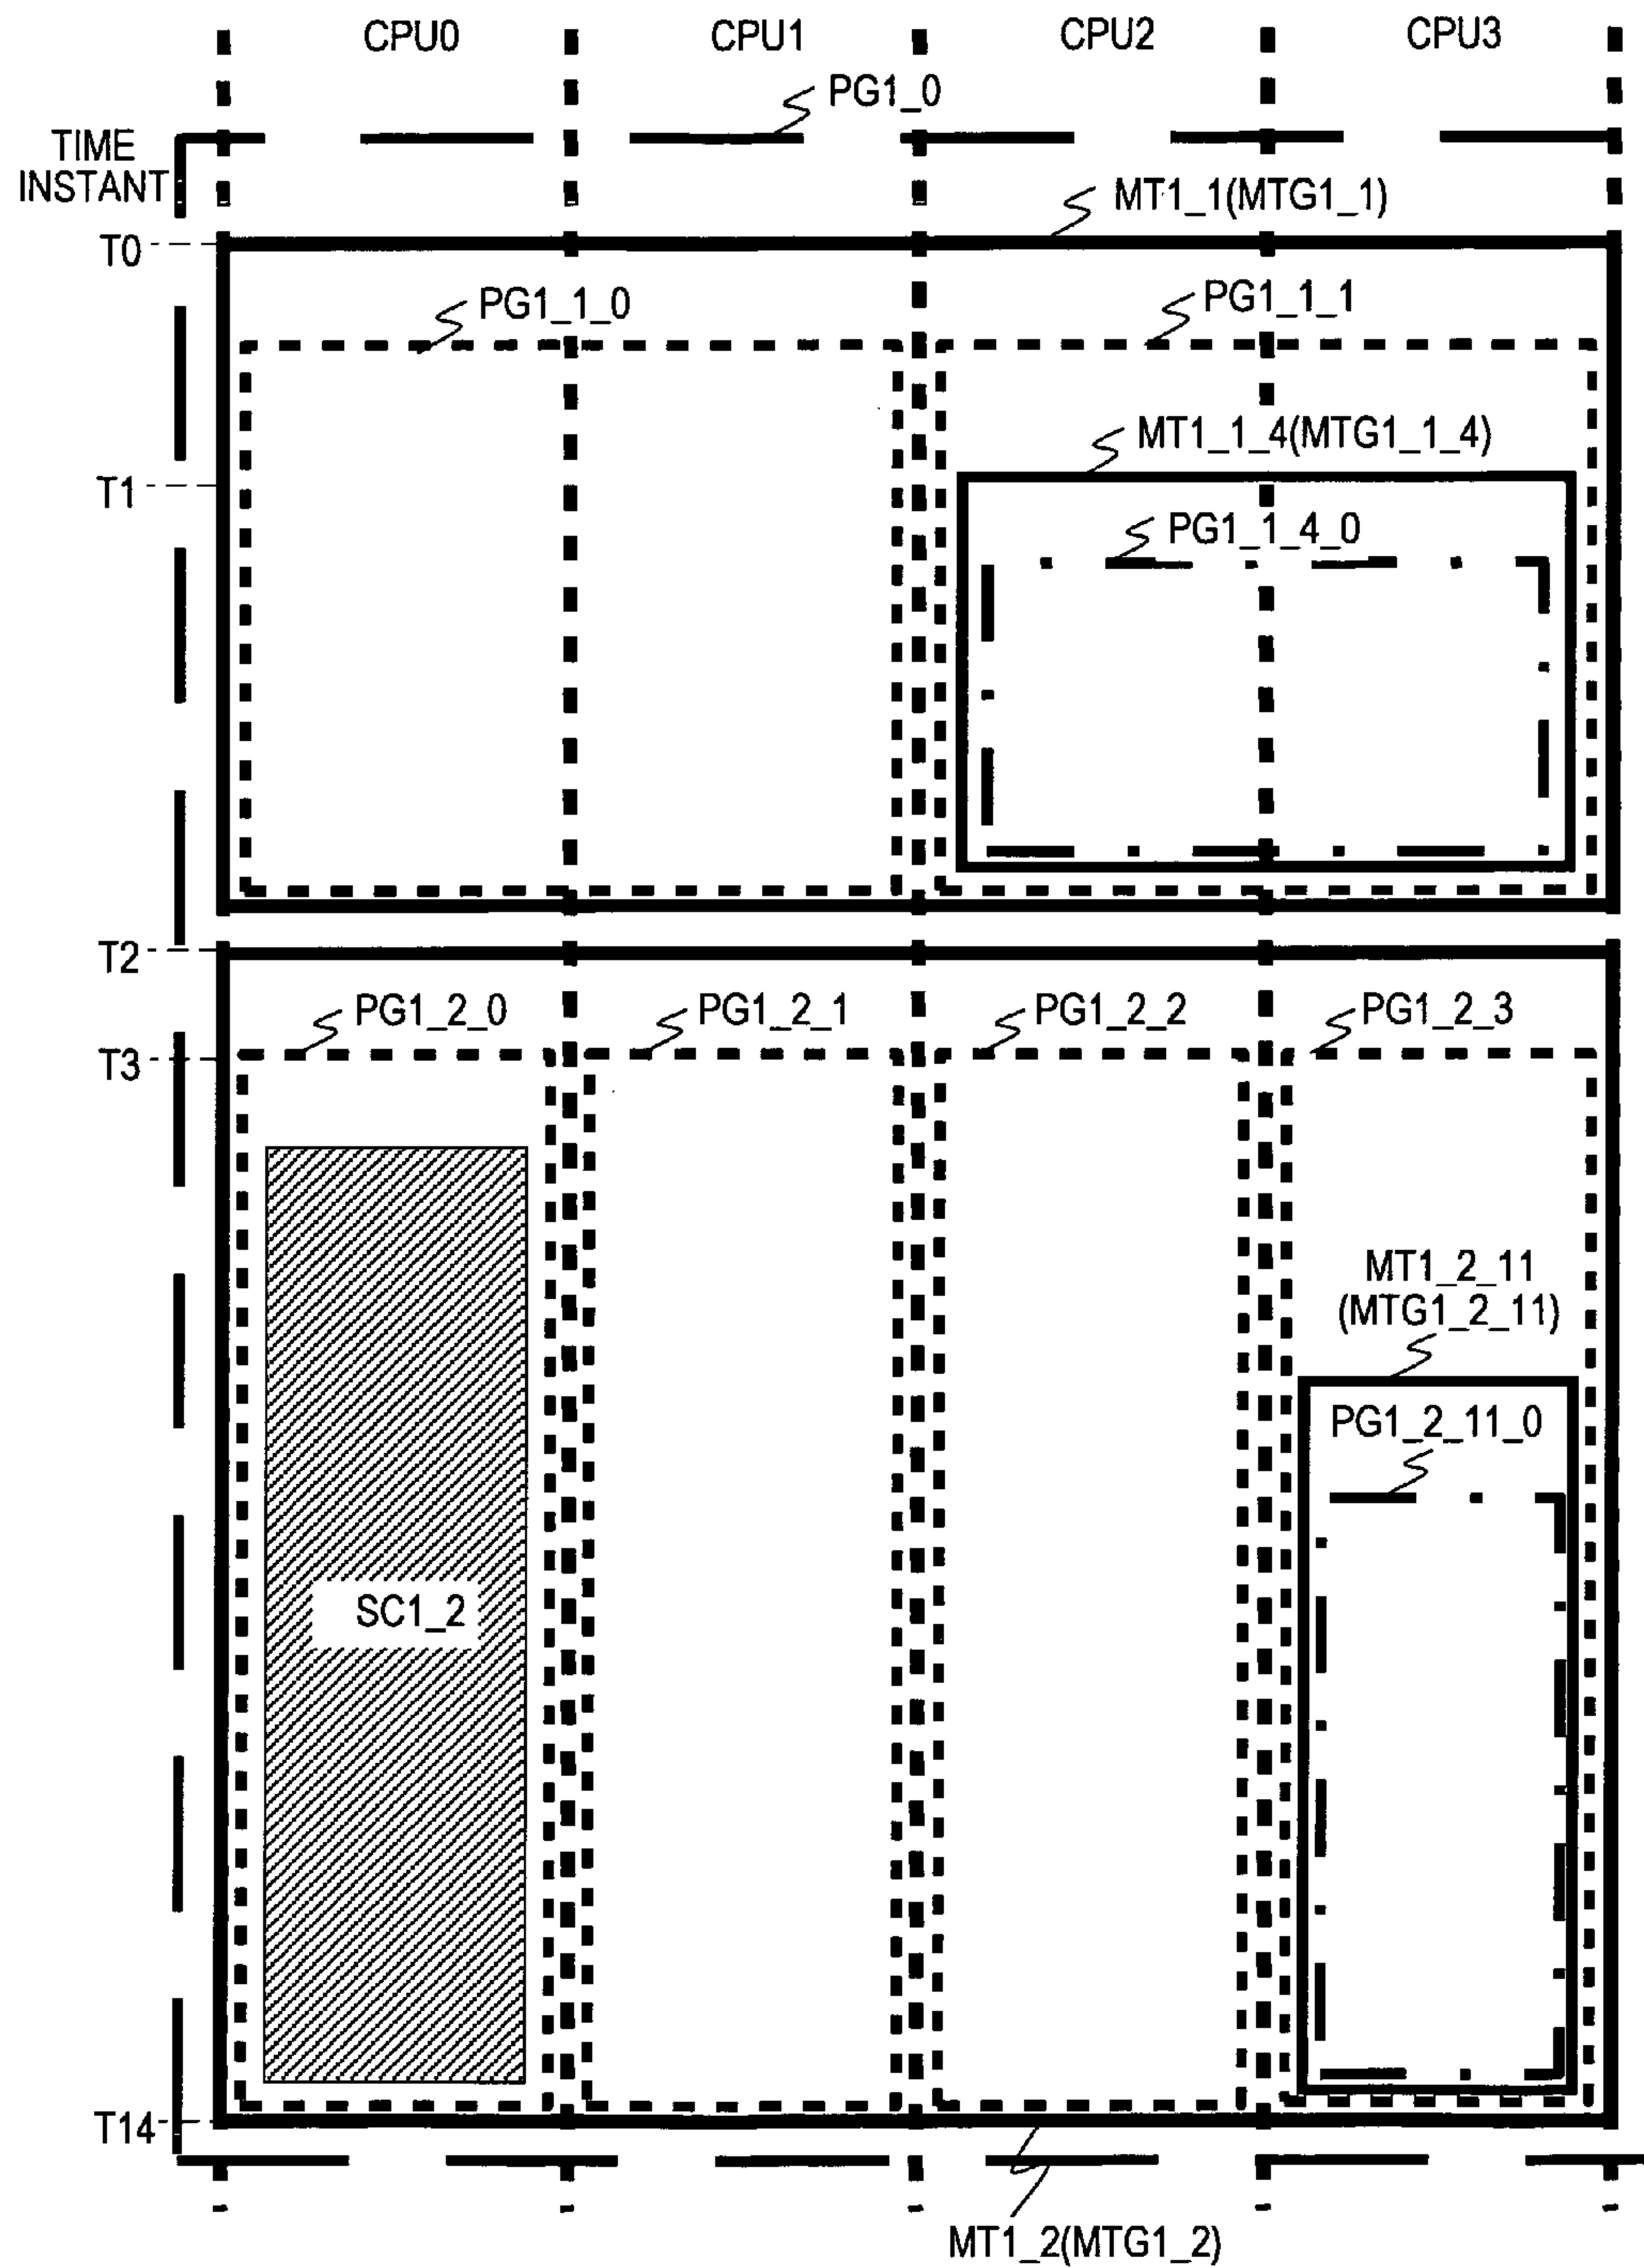 CPU0 CPU1 CPU2 CPU3
PG1_0
TIME
INSTANT
MT1_1(MTG1_1)
T0
PG1_1_0 PG1_1_1
MT1_1_4(MTG1_1_4)
T1
PG1_1_4_0
T2
PG1_2_0 PG1_2_1 PG1_2_2 PG1_2_3
T3
MT1_2_11
(MTG1_2_11)
PG1_2_11_0
SC1_2
T14
MT1_2(MTG1_2)